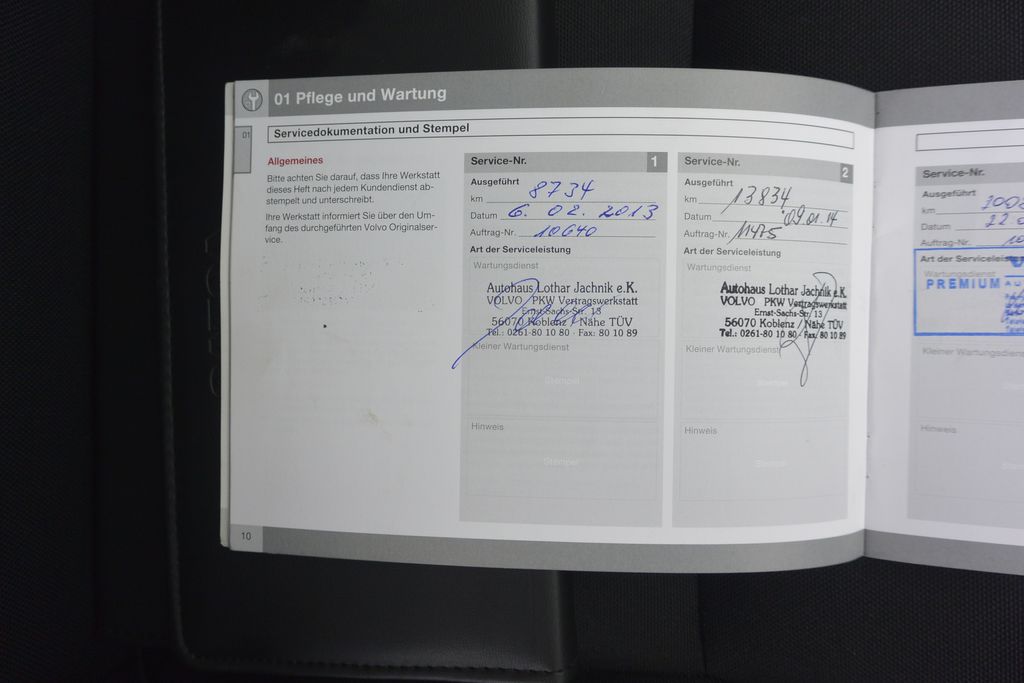 01 Pflege und Wartung
01
Servicedokumentation und Stempel
Allgemeines
Bitte achten Sie darauf, dass Ihre Werkstatt
dieses Heft nach jedem Kundendienst ab-
stempelt und unterschreibt.
Ihre Werkstatt informiert Sie über den Um-
fang des durchgeführten Volvo Originalser-
vice.
10
Service-Nr. 1
Ausgeführt
km 8734
Datum 6. 02. 2013
Auftrag-Nr. 10640
Art der Serviceleistung
Wartungsdienst
Autohaus Lothar Jachnik e.K.
VOLVO PKW Vertragswerkstatt
Ernst-Sachs-Str. 13
56070 Koblenz / Nähe TÜV
Tel.: 0261-80 10 80 · Fax: 80 10 89
Kleiner Wartungsdienst
Stempel
Hinweis
Stempel
Service-Nr. 2
Ausgeführt
km 13834
Datum 09.01.14
Auftrag-Nr. 11475
Art der Serviceleistung
Wartungsdienst
Autohaus Lothar Jachnik e.K.
VOLVO PKW Vertragswerkstatt
Ernst-Sachs-Str. 13
56070 Koblenz / Nähe TÜV
Tel.: 0261-80 10 80 · Fax: 80 10 89
Kleiner Wartungsdienst
Stempel
Hinweis
Stempel
Service-Nr.
Ausgeführt
km
Datum 22
Auftrag-Nr.
Art der Serviceleis
Wartungsdienst
PREMIUM AU
Kleiner Wartungsdiens
Hinweis